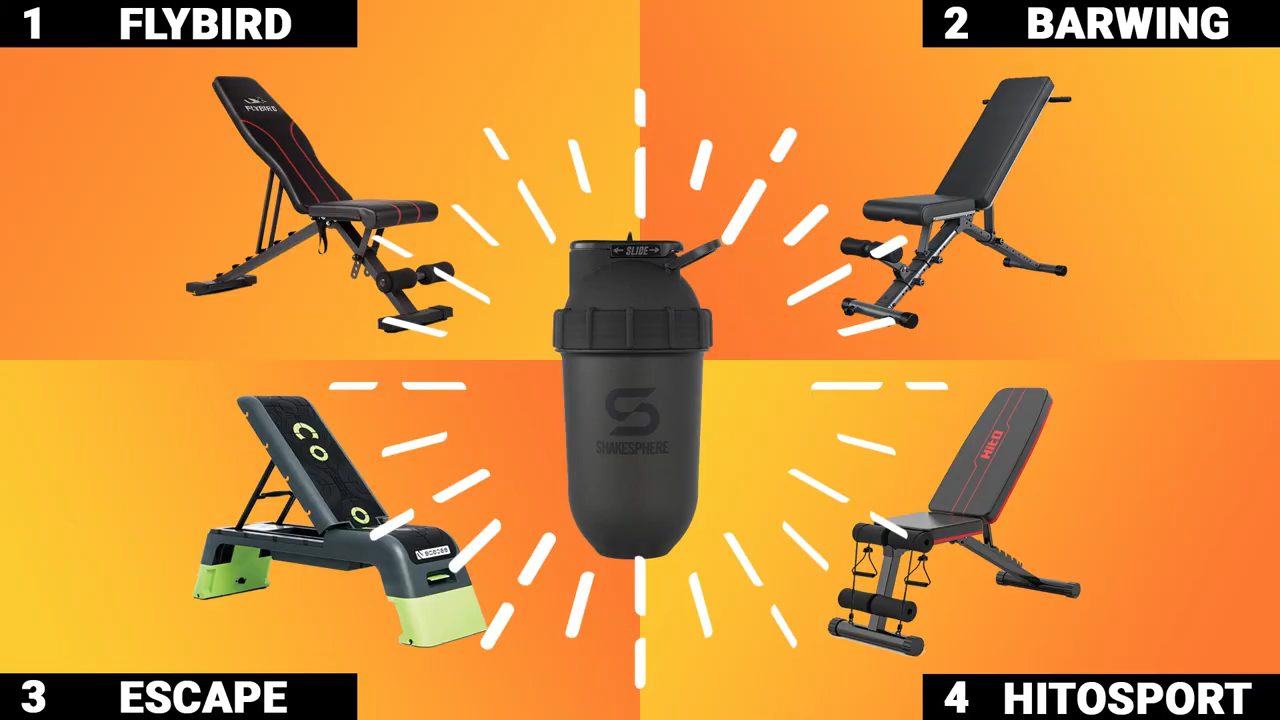 1 FLYBIRD
2 BARWING
FLYBIRD
← SLIDE →
SHAKESPHERE
HitO
3 ESCAPE
4 HITOSPORT